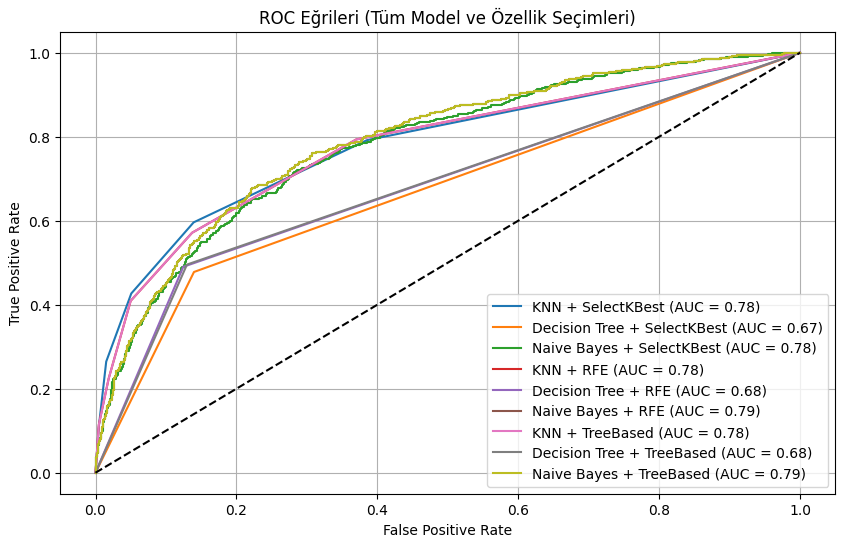 ROC Eğrileri (Tüm Model ve Özellik Seçimleri)
1.0
0.8
0.6
0.4
0.2
0.0
True Positive Rate
KNN + SelectKBest (AUC = 0.78)
Decision Tree + SelectKBest (AUC = 0.67)
Naive Bayes + SelectKBest (AUC = 0.78)
KNN + RFE (AUC = 0.78)
Decision Tree + RFE (AUC = 0.68)
Naive Bayes + RFE (AUC = 0.79)
KNN + TreeBased (AUC = 0.78)
Decision Tree + TreeBased (AUC = 0.68)
Naive Bayes + TreeBased (AUC = 0.79)
0.0 0.2 0.4 0.6 0.8 1.0
False Positive Rate